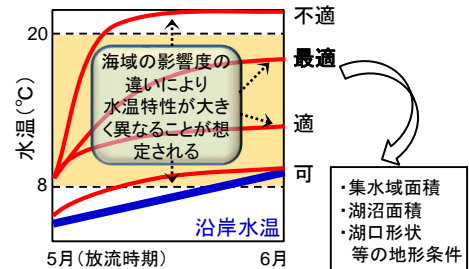 不適
20
最適
海域の影響度の
違いにより
水温特性が大き
く異なることが想
定される
水温(℃)
適
8
可
沿岸水温
5月(放流時期)
6月
・集水域面積
・湖沼面積
・湖口形状
等の地形条件